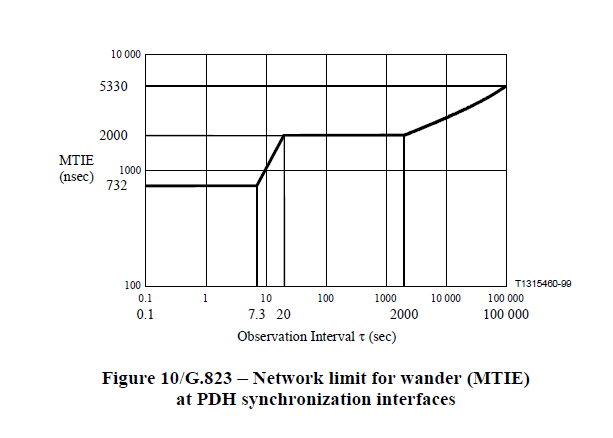 10 000
5330
2000
MTIE
(nsec)
1000
732
100
T1315460-99
0.1 1 10 100 1000 10 000 100 000
0.1 7.3 20 2000 100 000
Observation Interval τ (sec)
Figure 10/G.823 – Network limit for wander (MTIE)
at PDH synchronization interfaces